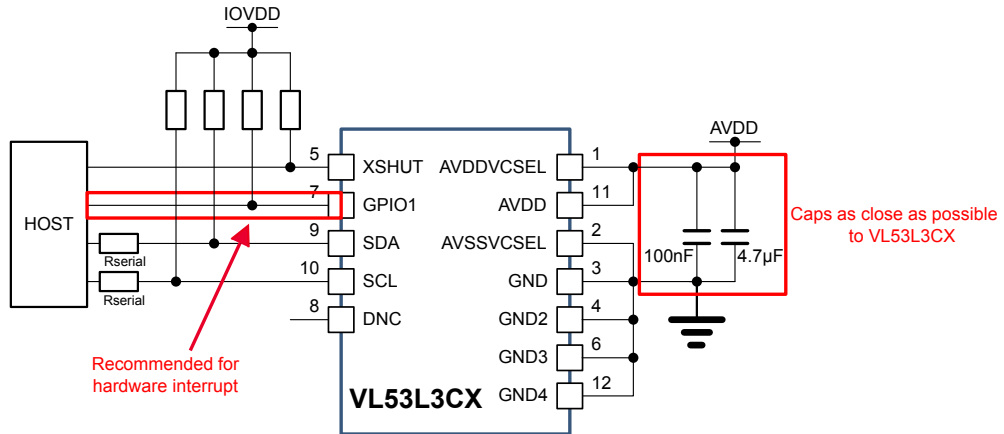 IOVDD
AVDD
HOST
5
XSHUT
7
GPIO1
9
SDA
10
SCL
8
DNC
Rserial
Rserial
AVDDVCSEL
1
AVDD
11
AVSSVCSEL
2
GND
3
GND2
4
GND3
6
GND4
12
VL53L3CX
100nF
4.7µF
Caps as close as possible
to VL53L3CX
Recommended for
hardware interrupt